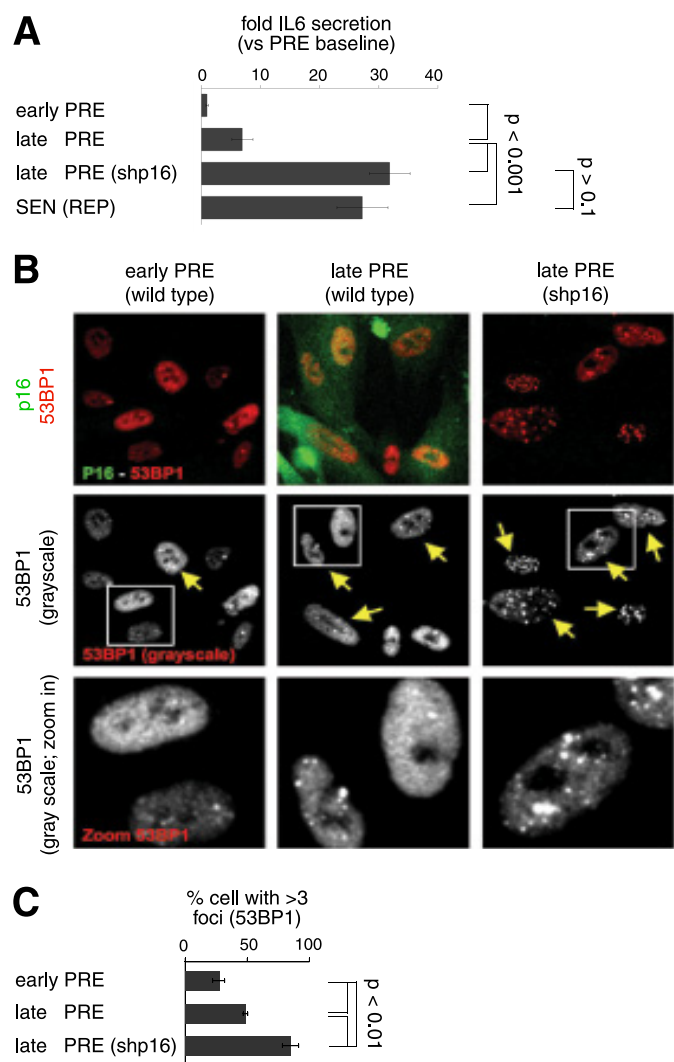 A
fold IL6 secretion
(vs PRE baseline)
0 10 20 30 40
early PRE
late PRE
late PRE (shp16)
SEN (REP)
p < 0.001
p > 0.1
B
early PRE
(wild type)
late PRE
(wild type)
late PRE
(shp16)
p16
53BP1
P16 - 53BP1
53BP1
(grayscale)
53BP1 (grayscale)
53BP1
(gray scale; zoom in)
Zoom 53BP1
C
% cell with >3
foci (53BP1)
0 50 100
early PRE
late PRE
late PRE (shp16)
p < 0.01